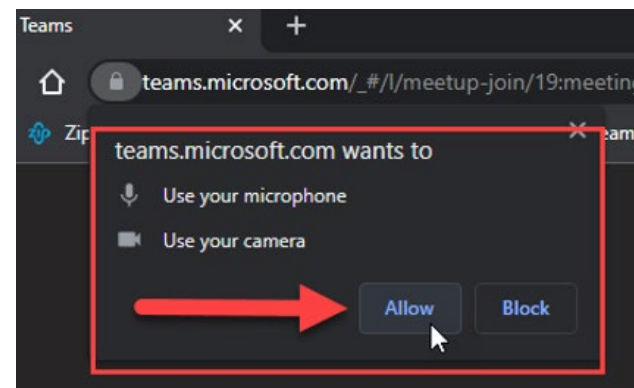 Teams
teams.microsoft.com/_#/l/meetup-join/19:meeting
Zip
eam
teams.microsoft.com wants to
Use your microphone
Use your camera
Allow Block